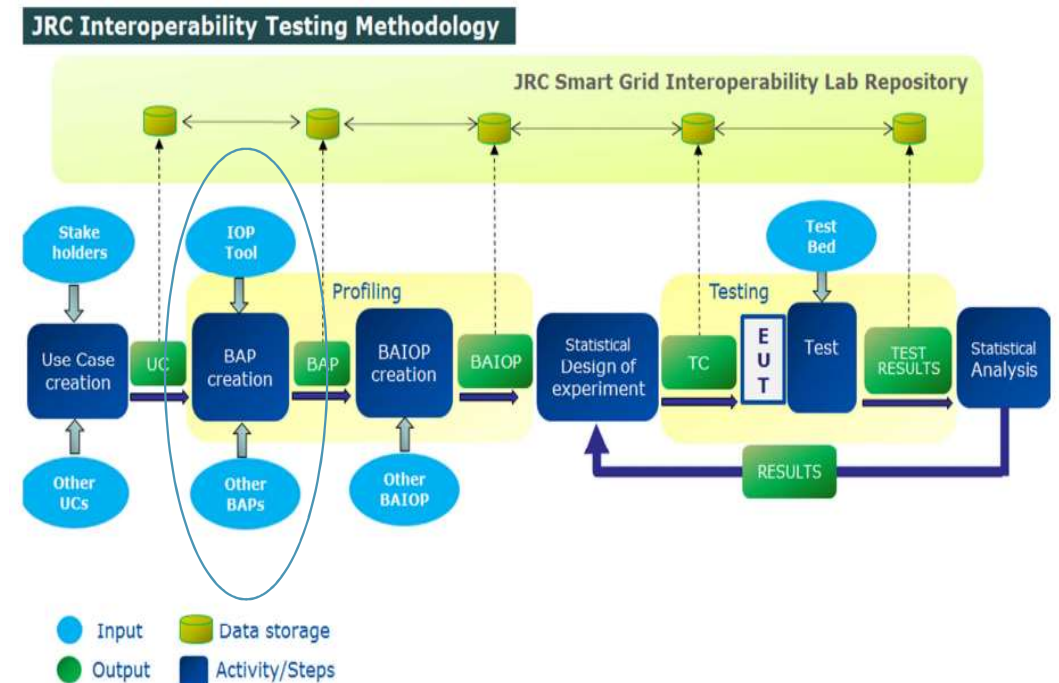 JRC Interoperability Testing Methodology
JRC Smart Grid Interoperability Lab Repository
Stake
holders
IOP
Tool
Test
Bed
Profiling
Testing
Use Case
creation
UC
BAP
creation
BAP
BAIOP
creation
BAIOP
Statistical
Design of
experiment
TC
E
U
T
Test
TEST
RESULTS
Statistical
Analysis
Other
UCs
Other
BAPs
Other
BAIOP
RESULTS
Input
Data storage
Output
Activity/Steps